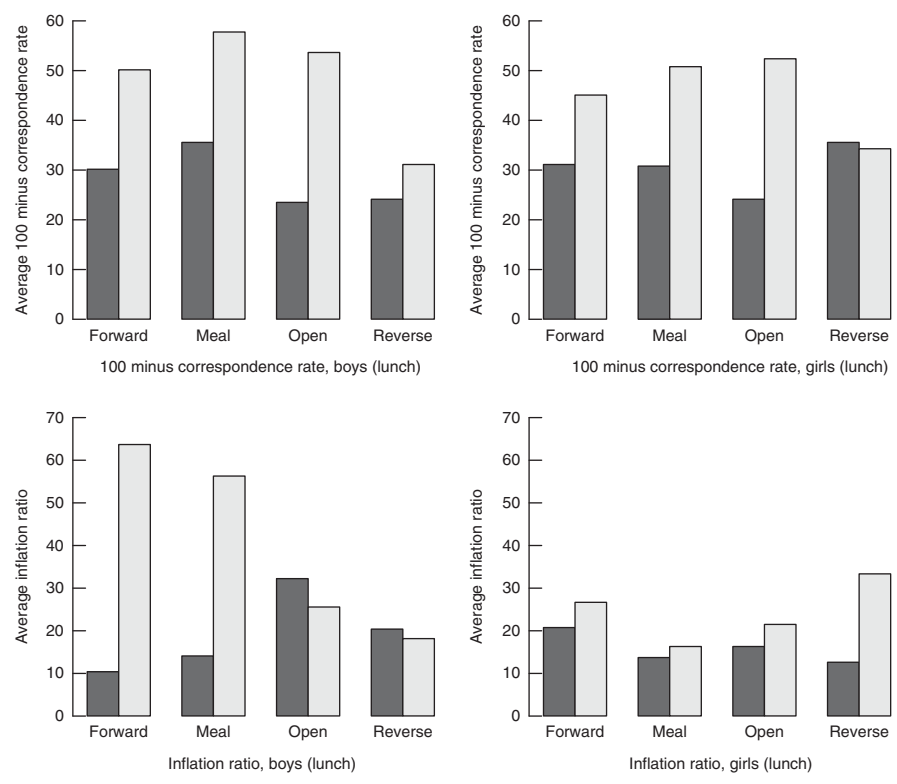 Average 100 minus correspondence rate
60
50
40
30
20
10
0
Forward Meal Open Reverse
100 minus correspondence rate, boys (lunch)
Average 100 minus correspondence rate
60
50
40
30
20
10
0
Forward Meal Open Reverse
100 minus correspondence rate, girls (lunch)
Average inflation ratio
70
60
50
40
30
20
10
0
Forward Meal Open Reverse
Inflation ratio, boys (lunch)
Average inflation ratio
70
60
50
40
30
20
10
0
Forward Meal Open Reverse
Inflation ratio, girls (lunch)